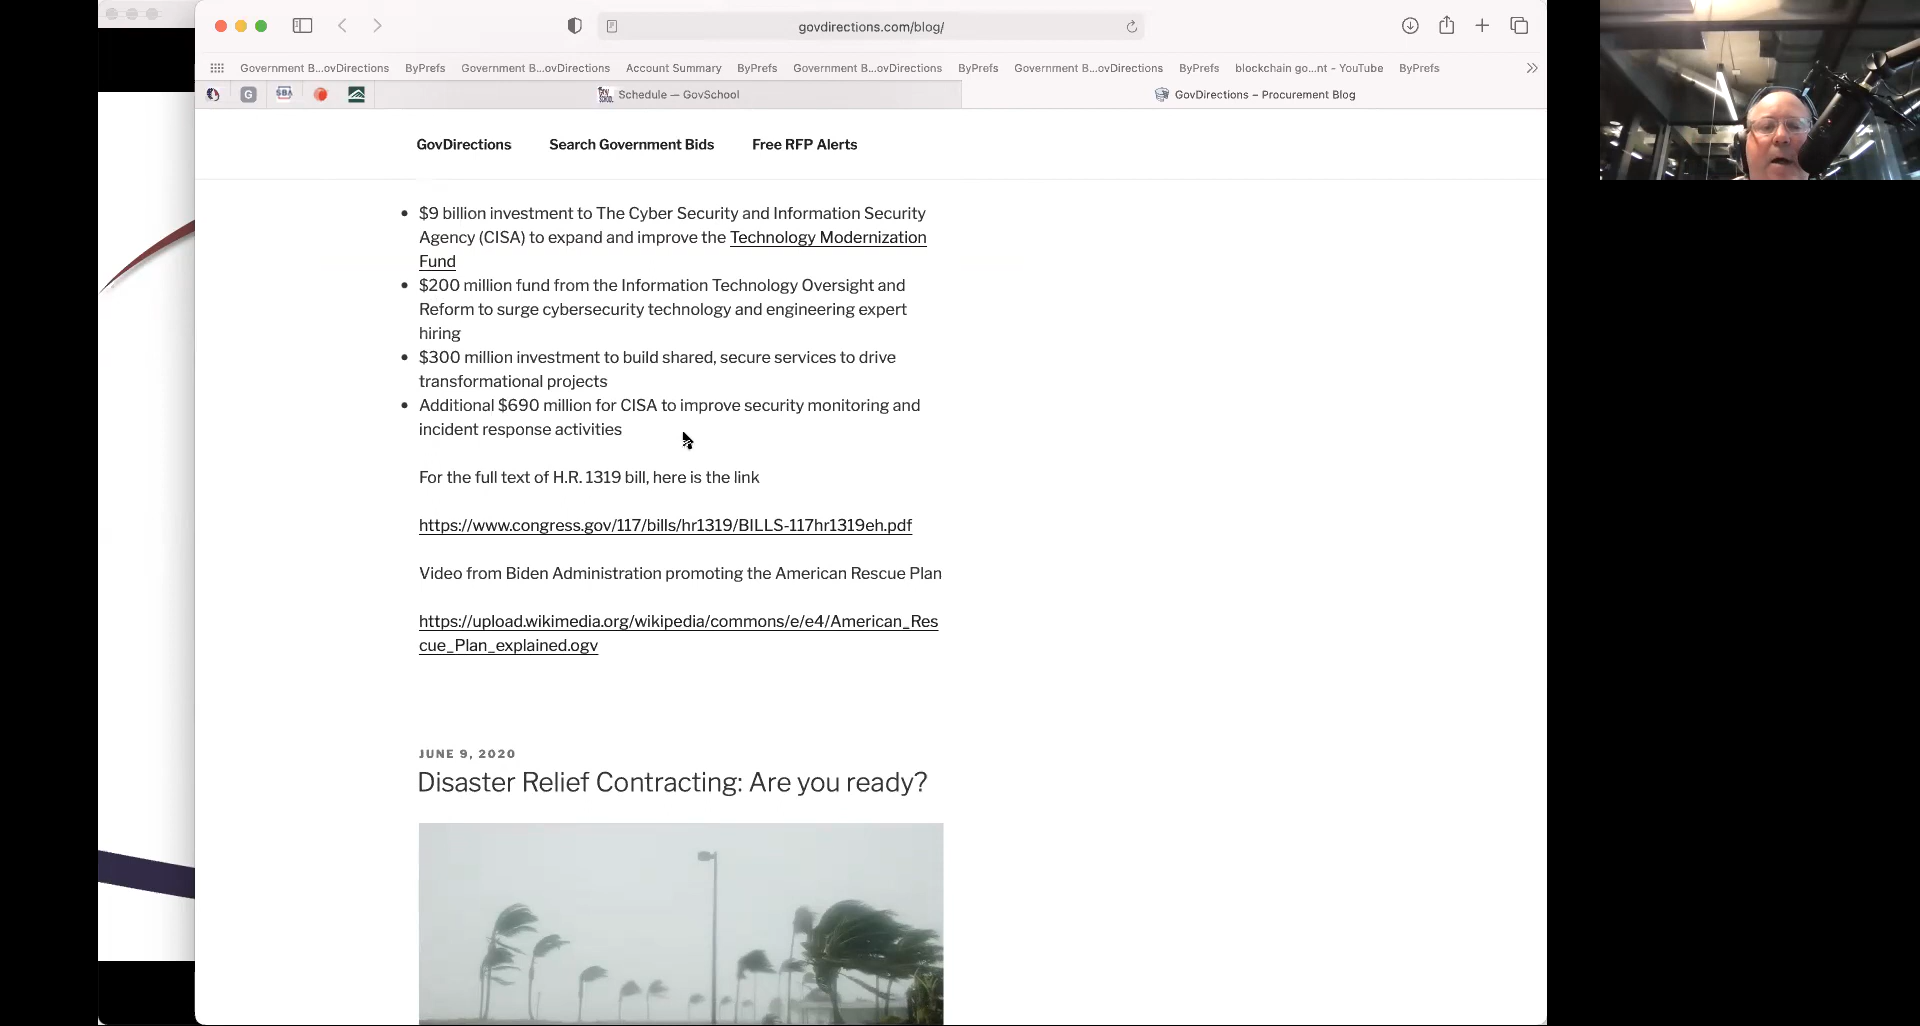 govdirections.com/blog/
Government B...ovDirections ByPrefs Government B...ovDirections Account Summary ByPrefs Government B...ovDirections ByPrefs Government B...ovDirections ByPrefs blockchain go...nt - YouTube ByPrefs
G SBA Schedule — GovSchool GovDirections – Procurement Blog
GovDirections Search Government Bids Free RFP Alerts
$9 billion investment to The Cyber Security and Information Security
Agency (CISA) to expand and improve the Technology Modernization
Fund
$200 million fund from the Information Technology Oversight and
Reform to surge cybersecurity technology and engineering expert
hiring
$300 million investment to build shared, secure services to drive
transformational projects
Additional $690 million for CISA to improve security monitoring and
incident response activities
For the full text of H.R. 1319 bill, here is the link
https://www.congress.gov/117/bills/hr1319/BILLS-117hr1319eh.pdf
Video from Biden Administration promoting the American Rescue Plan
https://upload.wikimedia.org/wikipedia/commons/e/e4/American_Res
cue_Plan_explained.ogv
JUNE 9, 2020
Disaster Relief Contracting: Are you ready?